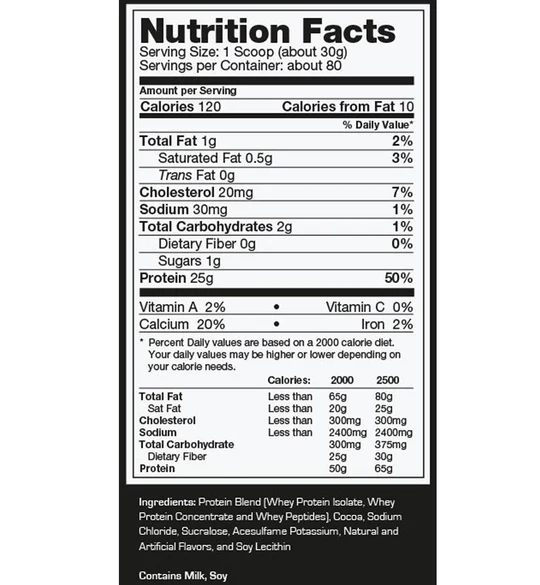 Nutrition Facts
Serving Size: 1 Scoop (about 30g)
Servings per Container: about 80
Amount per Serving
Calories 120 Calories from Fat 10
% Daily Value*
Total Fat 1g 2%
Saturated Fat 0.5g 3%
Trans Fat 0g
Cholesterol 20mg 7%
Sodium 30mg 1%
Total Carbohydrates 2g 1%
Dietary Fiber 0g 0%
Sugars 1g
Protein 25g 50%
Vitamin A 2% • Vitamin C 0%
Calcium 20% • Iron 2%
* Percent Daily values are based on a 2000 calorie diet.
Your daily values may be higher or lower depending on
your calorie needs.
Calories: 2000 2500
Total Fat Less than 65g 80g
Sat Fat Less than 20g 25g
Cholesterol Less than 300mg 300mg
Sodium Less than 2400mg 2400mg
Total Carbohydrate 300mg 375mg
Dietary Fiber 25g 30g
Protein 50g 65g
Ingredients: Protein Blend (Whey Protein Isolate, Whey
Protein Concentrate and Whey Peptides), Cocoa, Sodium
Chloride, Sucralose, Acesulfame Potassium, Natural and
Artificial Flavors, and Soy Lecithin
Contains Milk, Soy